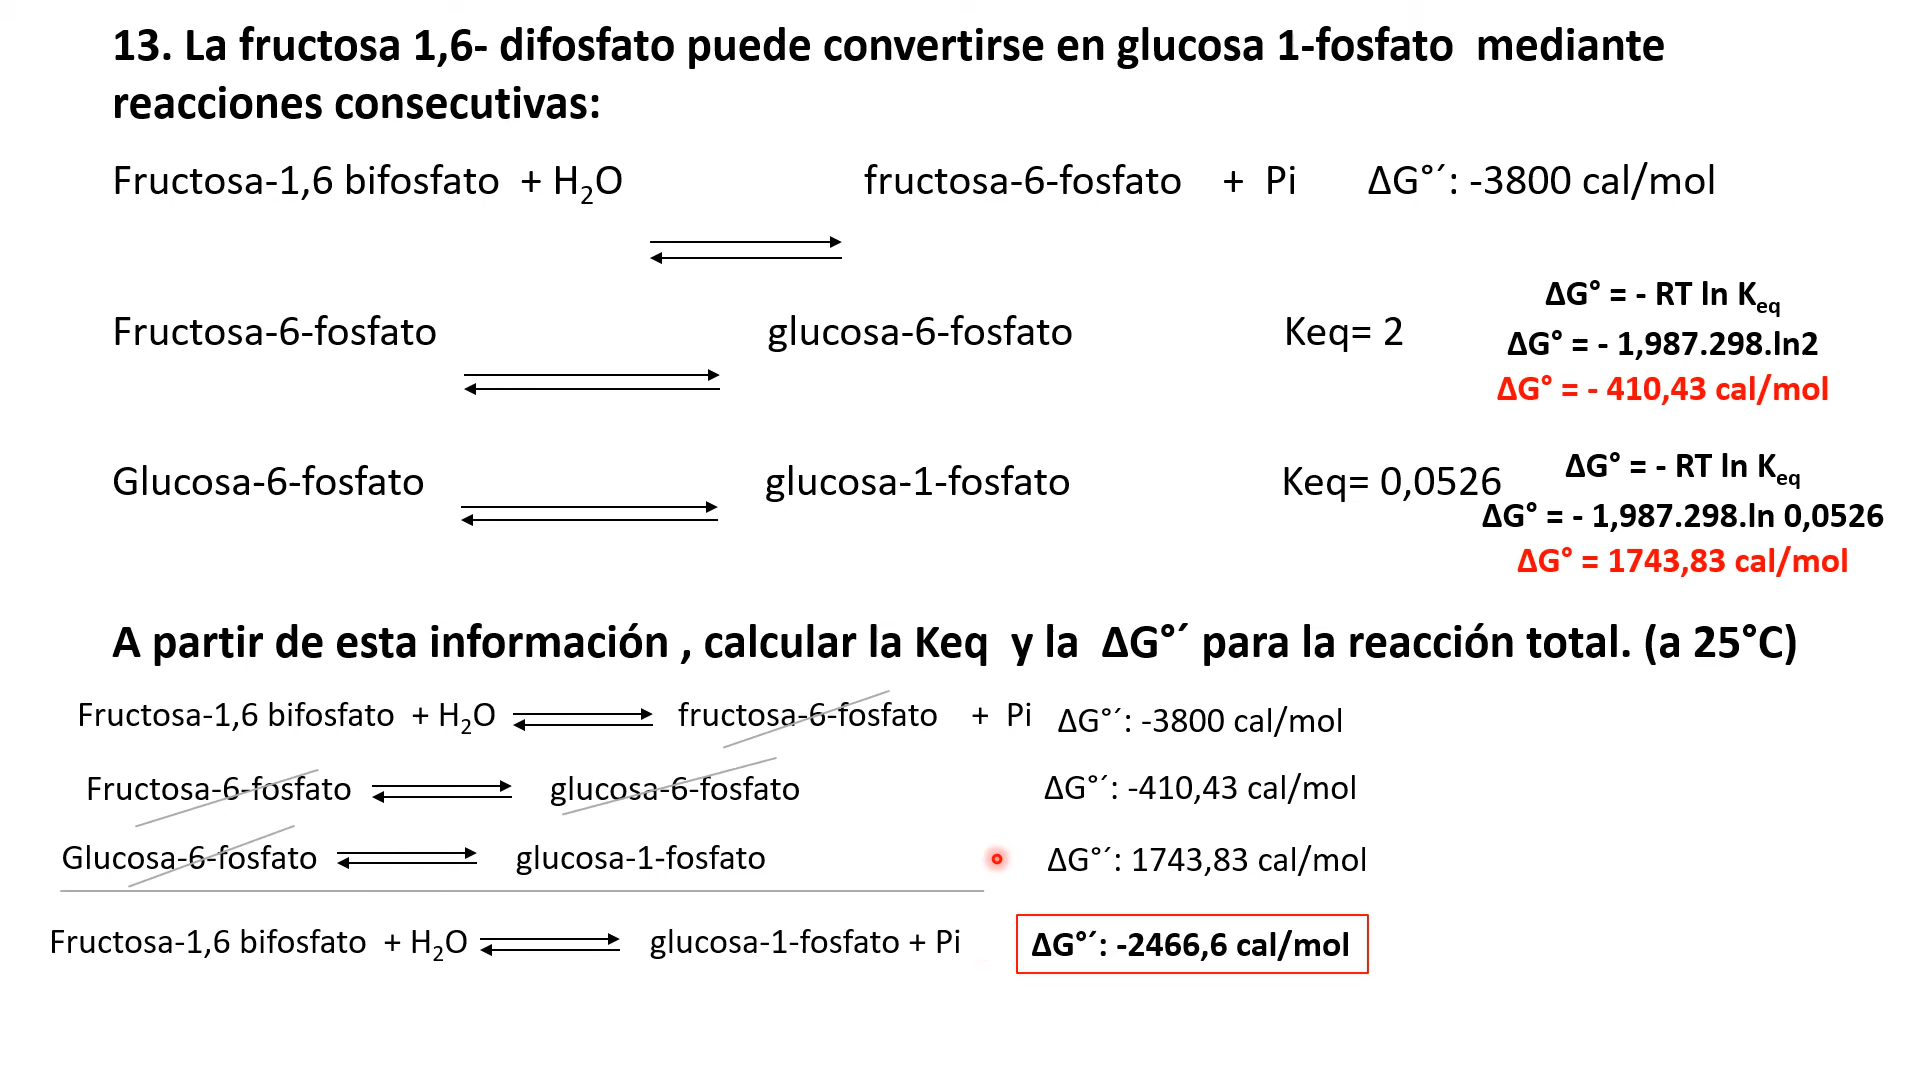 13. La fructosa 1,6- difosfato puede convertirse en glucosa 1-fosfato mediante
reacciones consecutivas:
Fructosa-1,6 bifosfato + H₂O fructosa-6-fosfato + Pi ΔG°´: -3800 cal/mol
Fructosa-6-fosfato glucosa-6-fosfato Keq= 2
ΔG° = - RT ln Keq
ΔG° = - 1,987.298.ln2
ΔG° = - 410,43 cal/mol
Glucosa-6-fosfato glucosa-1-fosfato Keq= 0,0526
ΔG° = - RT ln Keq
ΔG° = - 1,987.298.ln 0,0526
ΔG° = 1743,83 cal/mol
A partir de esta información , calcular la Keq y la ΔG°´ para la reacción total. (a 25°C)
Fructosa-1,6 bifosfato + H₂O fructosa-6-fosfato + Pi ΔG°´: -3800 cal/mol
Fructosa-6-fosfato glucosa-6-fosfato ΔG°´: -410,43 cal/mol
Glucosa-6-fosfato glucosa-1-fosfato ΔG°´: 1743,83 cal/mol
Fructosa-1,6 bifosfato + H₂O glucosa-1-fosfato + Pi ΔG°´: -2466,6 cal/mol